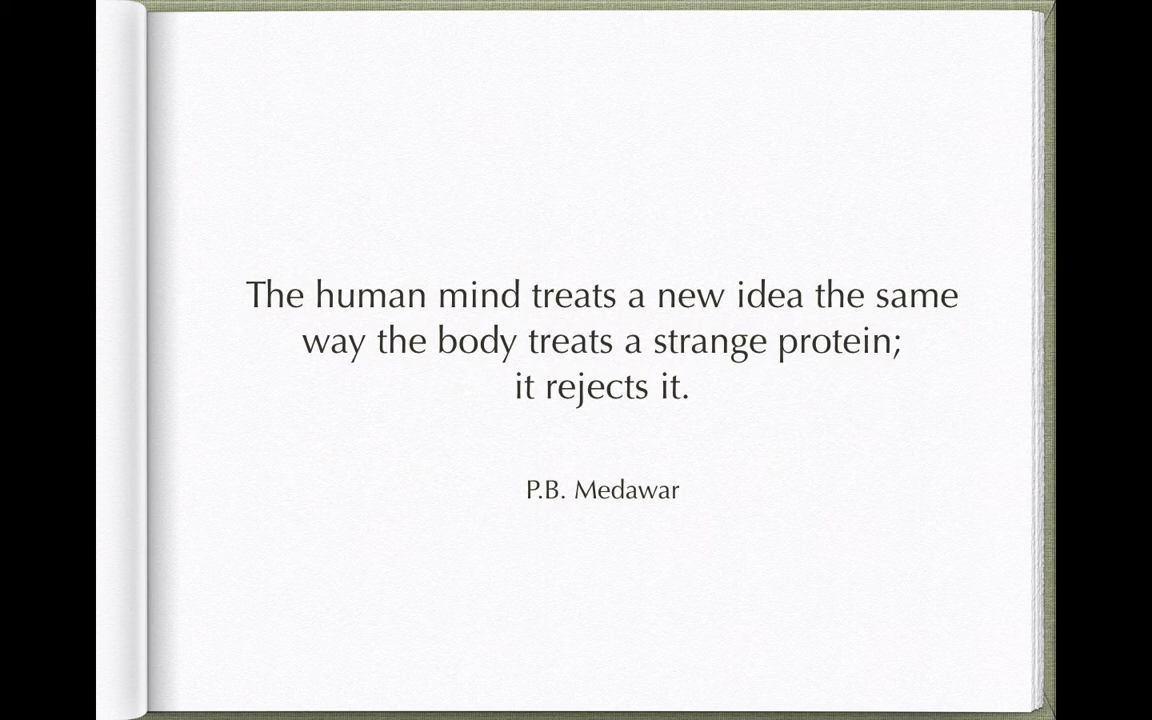 The human mind treats a new idea the same
way the body treats a strange protein;
it rejects it.
P.B. Medawar